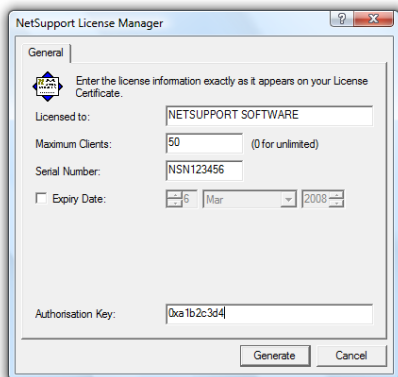 NetSupport License Manager
General
Enter the license information exactly as it appears on your License
Certificate.
Licensed to: NETSUPPORT SOFTWARE
Maximum Clients: 50 (0 for unlimited)
Serial Number: NSN123456
Expiry Date: 6 Mar 2008
Authorisation Key: 0xa1b2c3d4
Generate Cancel